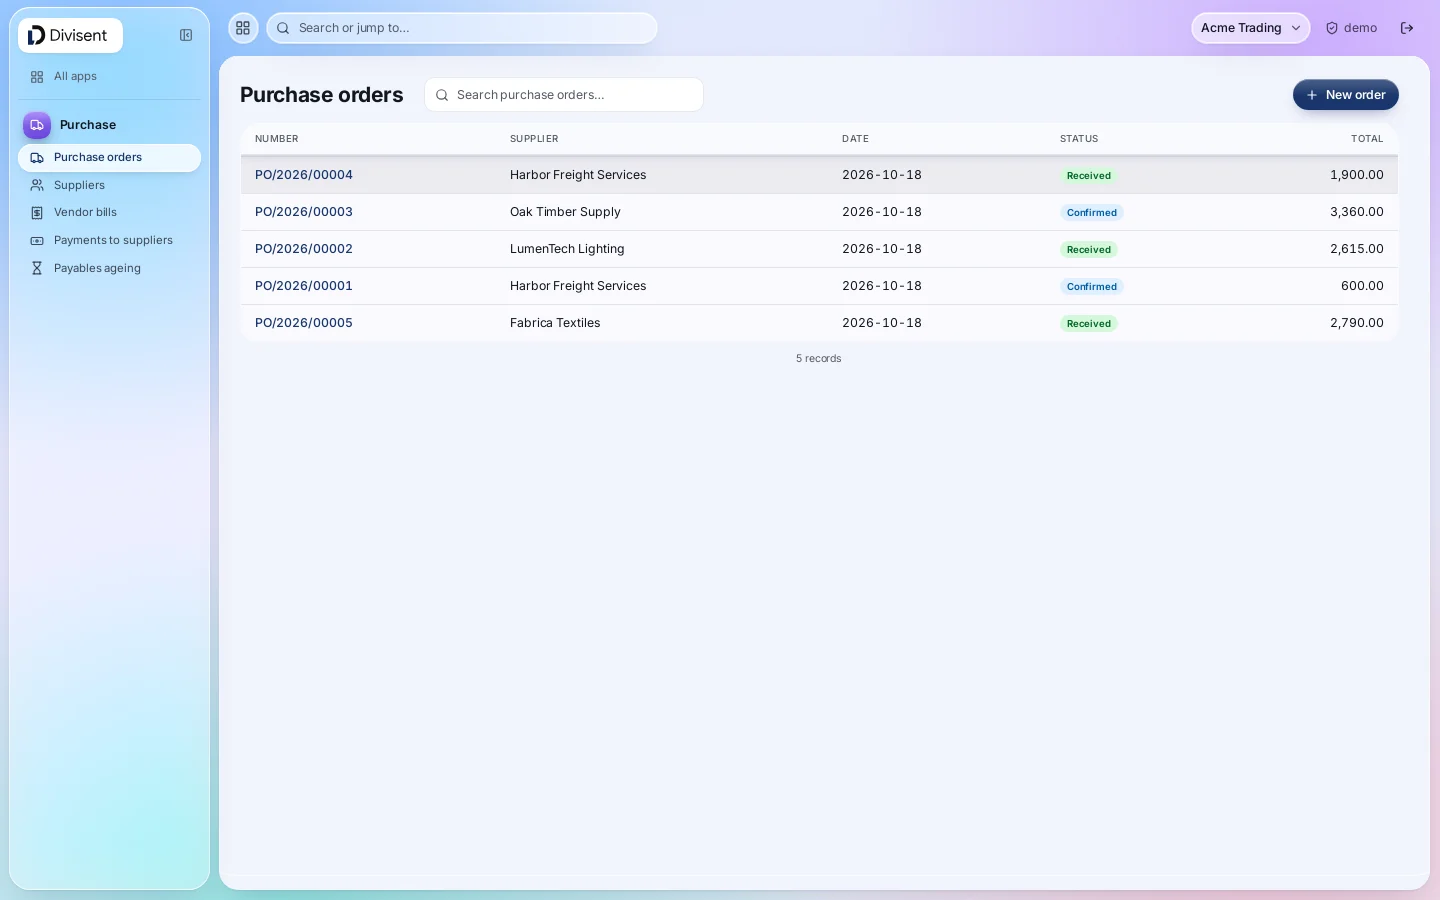 Divisent
All apps
Purchase
Purchase orders
Suppliers
Vendor bills
Payments to suppliers
Payables ageing
Search or jump to...
Acme Trading
demo
Purchase orders
Search purchase orders...
New order
NUMBER SUPPLIER DATE STATUS TOTAL
PO/2026/00004 Harbor Freight Services 2026-10-18 Received 1,900.00
PO/2026/00003 Oak Timber Supply 2026-10-18 Confirmed 3,360.00
PO/2026/00002 LumenTech Lighting 2026-10-18 Received 2,615.00
PO/2026/00001 Harbor Freight Services 2026-10-18 Confirmed 600.00
PO/2026/00005 Fabrica Textiles 2026-10-18 Received 2,790.00
5 records